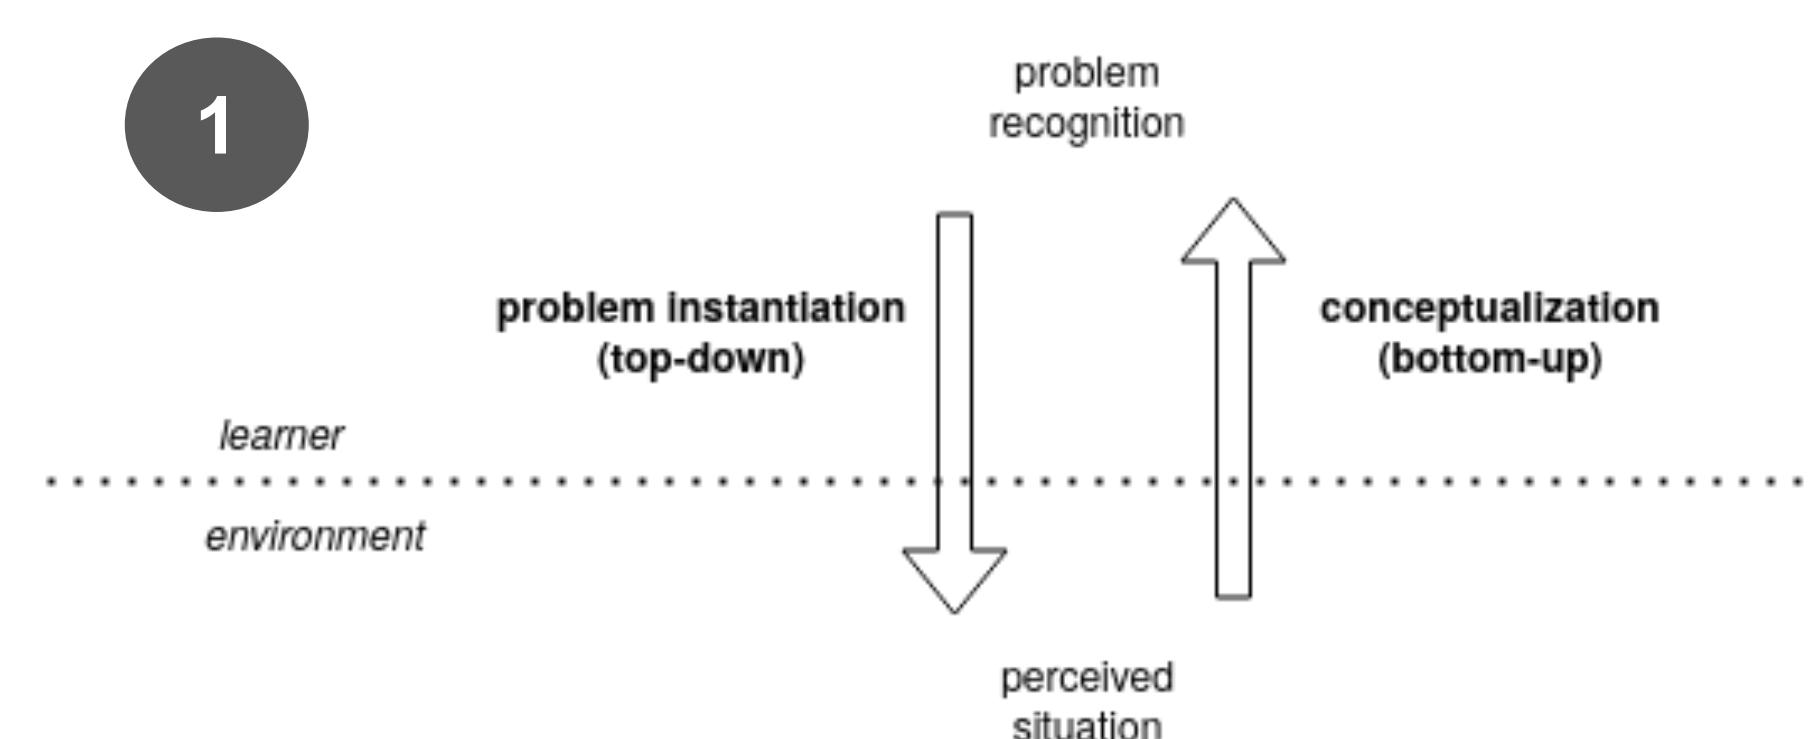 1
problem
recognition
problem instantiation
(top-down)
conceptualization
(bottom-up)
learner
environment
perceived
situation